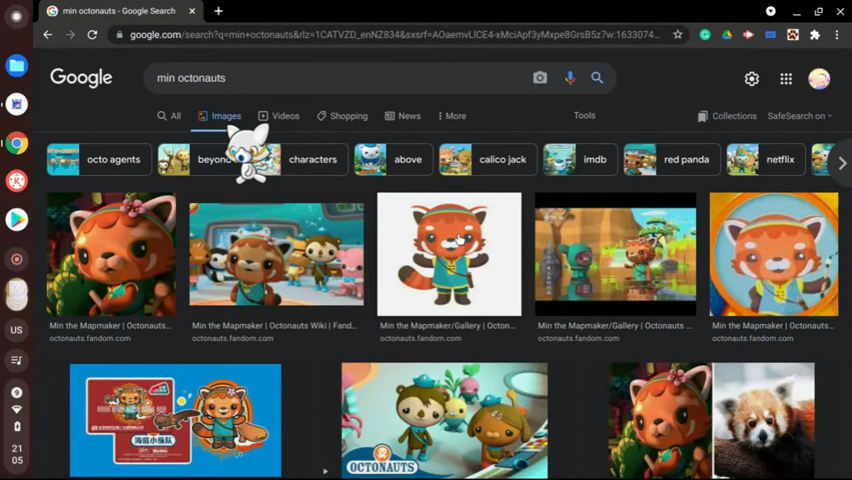 min octonauts - Google Search
google.com/search?q=min+octonauts&rlz=1CATVZD_enNZ834&sxsrf=AOaemvLICE4-xMciApf3yMxpe8GrsB5z7w:1633074...
Google
min octonauts
All
Images
Videos
Shopping
News
More
Tools
Collections
SafeSearch on
octo agents
beyond
characters
above
calico jack
imdb
red panda
netflix
Min the Mapmaker | Octonauts...
octonauts.fandom.com
Min the Mapmaker | Octonauts Wiki | Fand...
octonauts.fandom.com
Min the Mapmaker/Gallery | Octon...
octonauts.fandom.com
Min the Mapmaker/Gallery | Octonauts ...
octonauts.fandom.com
Min the Mapmaker | Octonauts...
octonauts.fandom.com
海底小纵队
OCTONAUTS
US
9
21
05